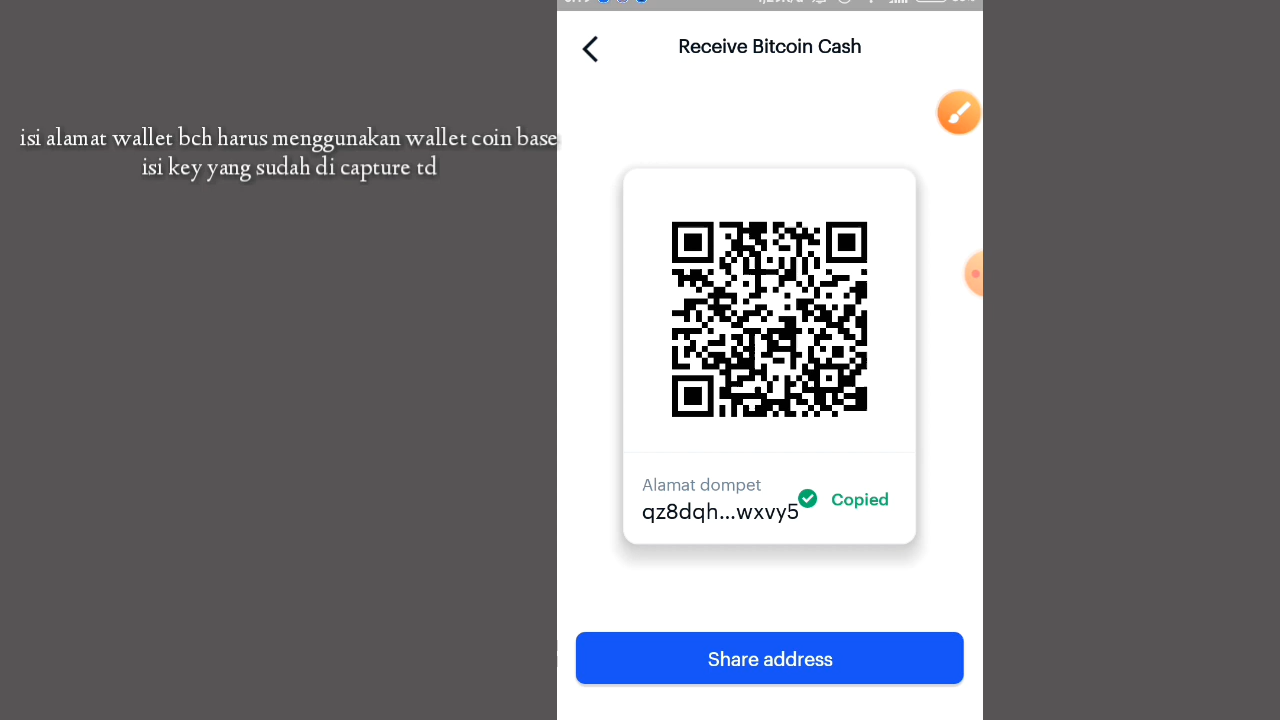 Receive Bitcoin Cash
isi alamat wallet bch harus menggunakan wallet coin base
isi key yang sudah di capture td
Alamat dompet
qz8dqh...wxvy5
Copied
Share address